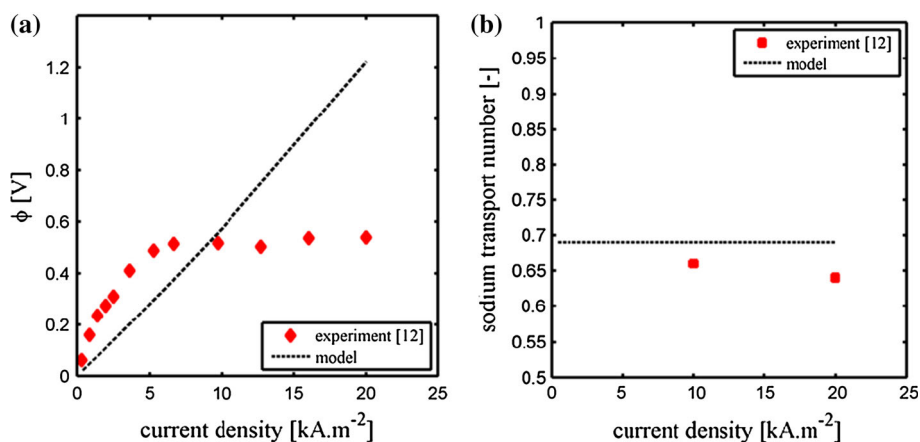 (a)
ϕ [V]
1.2
1
0.8
0.6
0.4
0.2
0
0 5 10 15 20 25
current density [kA.m⁻²]
experiment [12]
model
(b)
sodium transport number [-]
1
0.95
0.9
0.85
0.8
0.75
0.7
0.65
0.6
0.55
0.5
0 5 10 15 20 25
current density [kA.m⁻²]
experiment [12]
model